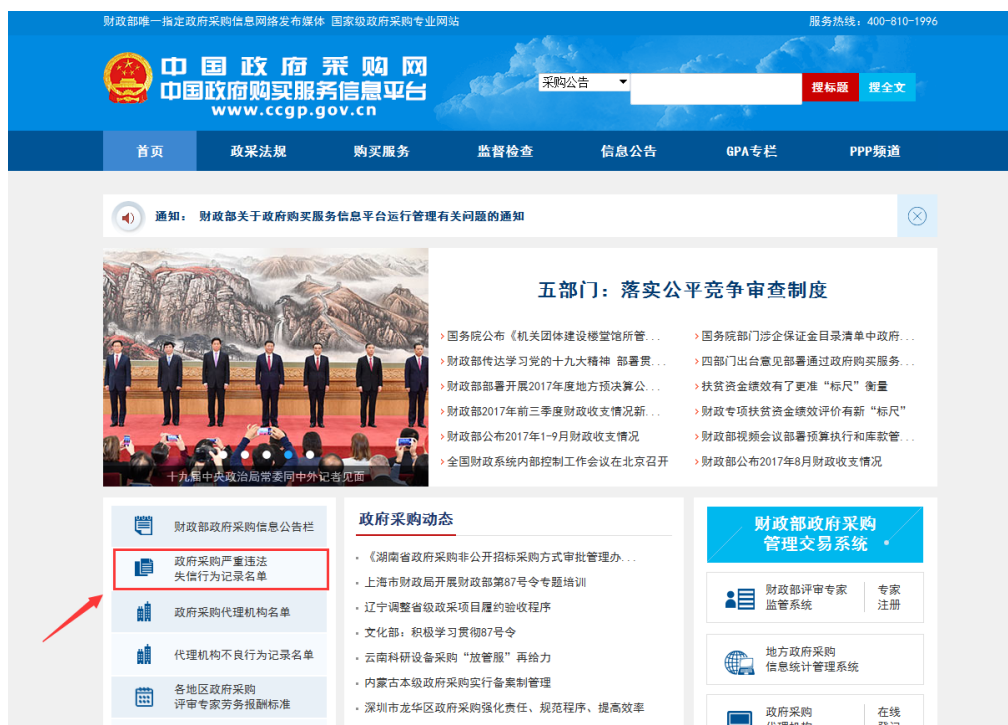 财政部唯一指定政府采购信息网络发布媒体 国家级政府采购专业网站
服务热线：400-810-1996
中国政府采购网
中国政府购买服务信息平台
www.ccgp.gov.cn
采购公告
搜标题
搜全文
首页
政采法规
购买服务
监督检查
信息公告
GPA专栏
PPP频道
通知： 财政部关于政府购买服务信息平台运行管理有关问题的通知
十九届中央政治局常委同中外记者见面
五部门：落实公平竞争审查制度
国务院公布《机关团体建设楼堂馆所管...
财政部传达学习党的十九大精神 部署贯...
财政部部署开展2017年度地方预决算公...
财政部2017年前三季度财政收支情况新...
财政部公布2017年1-9月财政收支情况
全国财政系统内部控制工作会议在北京召开
国务院部门涉企保证金目录清单中政府...
四部门出台意见部署通过政府购买服务...
扶贫资金绩效有了更准“标尺”衡量
财政专项扶贫资金绩效评价有新“标尺”
财政部视频会议部署预算执行和库款管...
财政部公布2017年8月财政收支情况
财政部政府采购信息公告栏
政府采购严重违法
失信行为记录名单
政府采购代理机构名单
代理机构不良行为记录名单
各地区政府采购
评审专家劳务报酬标准
政府采购动态
《湖南省政府采购非公开招标采购方式审批管理办...
上海市财政局开展财政部第87号令专题培训
辽宁调整省级政采项目履约验收程序
文化部：积极学习贯彻87号令
云南科研设备采购“放管服”再给力
内蒙古本级政府采购实行备案制管理
深圳市龙华区政府采购强化责任、规范程序、提高效率
财政部政府采购
管理交易系统
财政部评审专家
监管系统
专家
注册
地方政府采购
信息统计管理系统
政府采购
代理机构
在线
登记